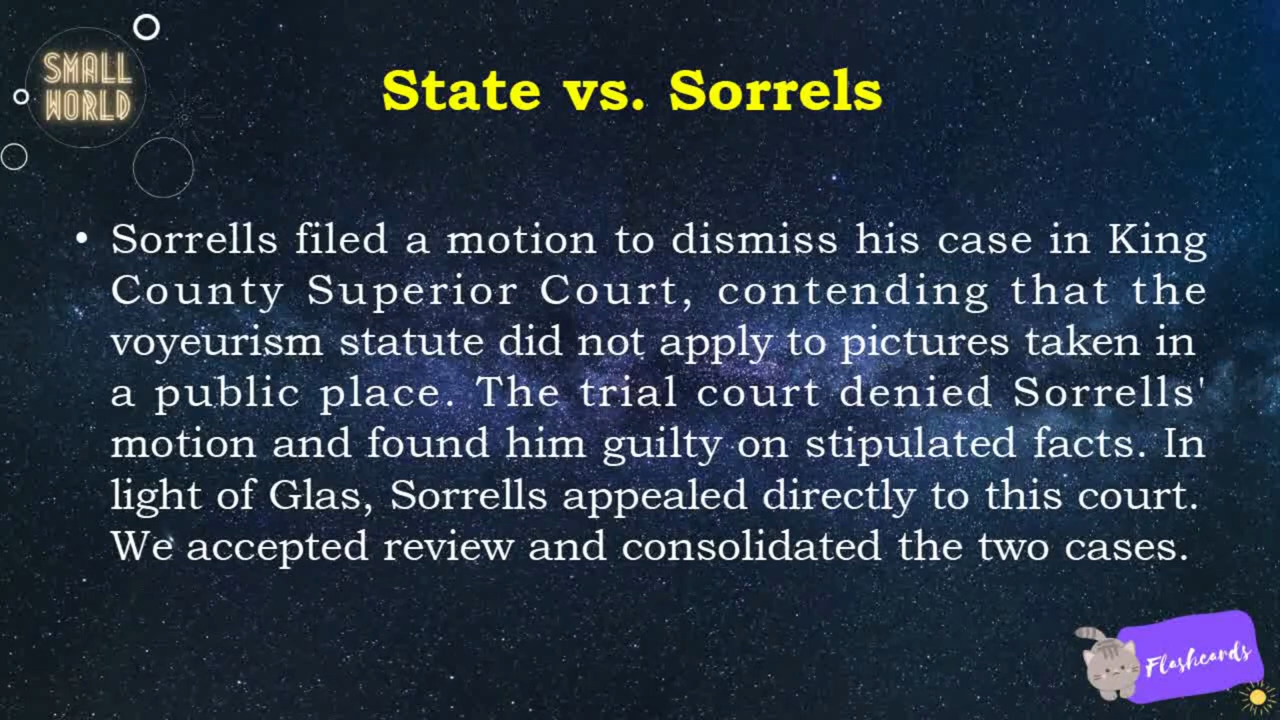 SMALL
WORLD
State vs. Sorrels
• Sorrells filed a motion to dismiss his case in King
County Superior Court, contending that the
voyeurism statute did not apply to pictures taken in
a public place. The trial court denied Sorrells'
motion and found him guilty on stipulated facts. In
light of Glas, Sorrells appealed directly to this court.
We accepted review and consolidated the two cases.
Flashcards